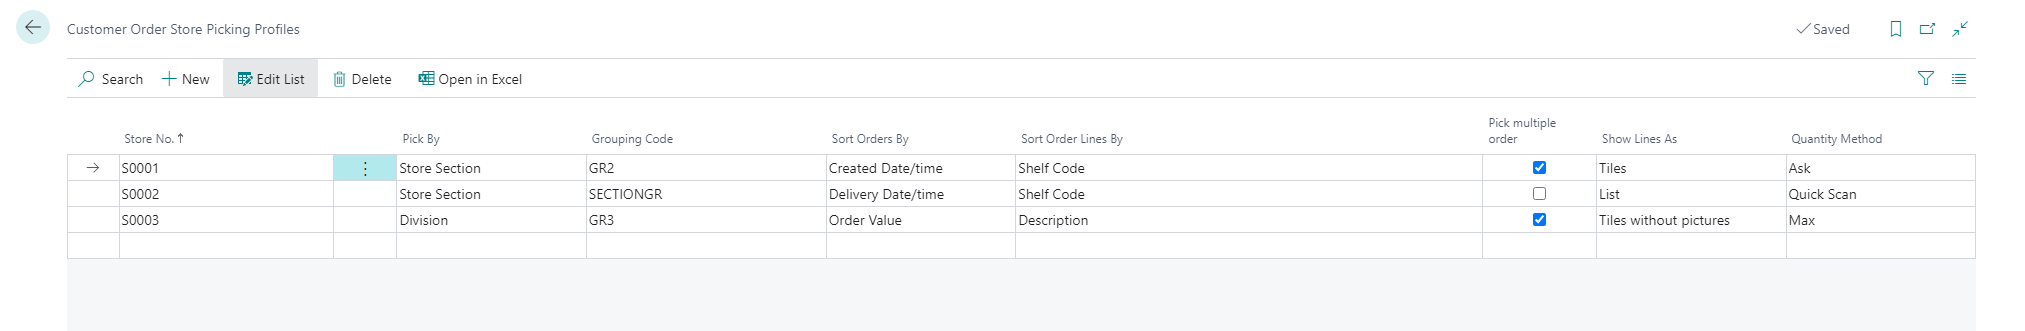 Customer Order Store Picking Profiles
Saved
Search New Edit List Delete Open in Excel
Store No. ↑ Pick By Grouping Code Sort Orders By Sort Order Lines By Pick multiple order Show Lines As Quantity Method
S0001 Store Section GR2 Created Date/time Shelf Code Tiles Ask
S0002 Store Section SECTIONGR Delivery Date/time Shelf Code List Quick Scan
S0003 Division GR3 Order Value Description Tiles without pictures Max